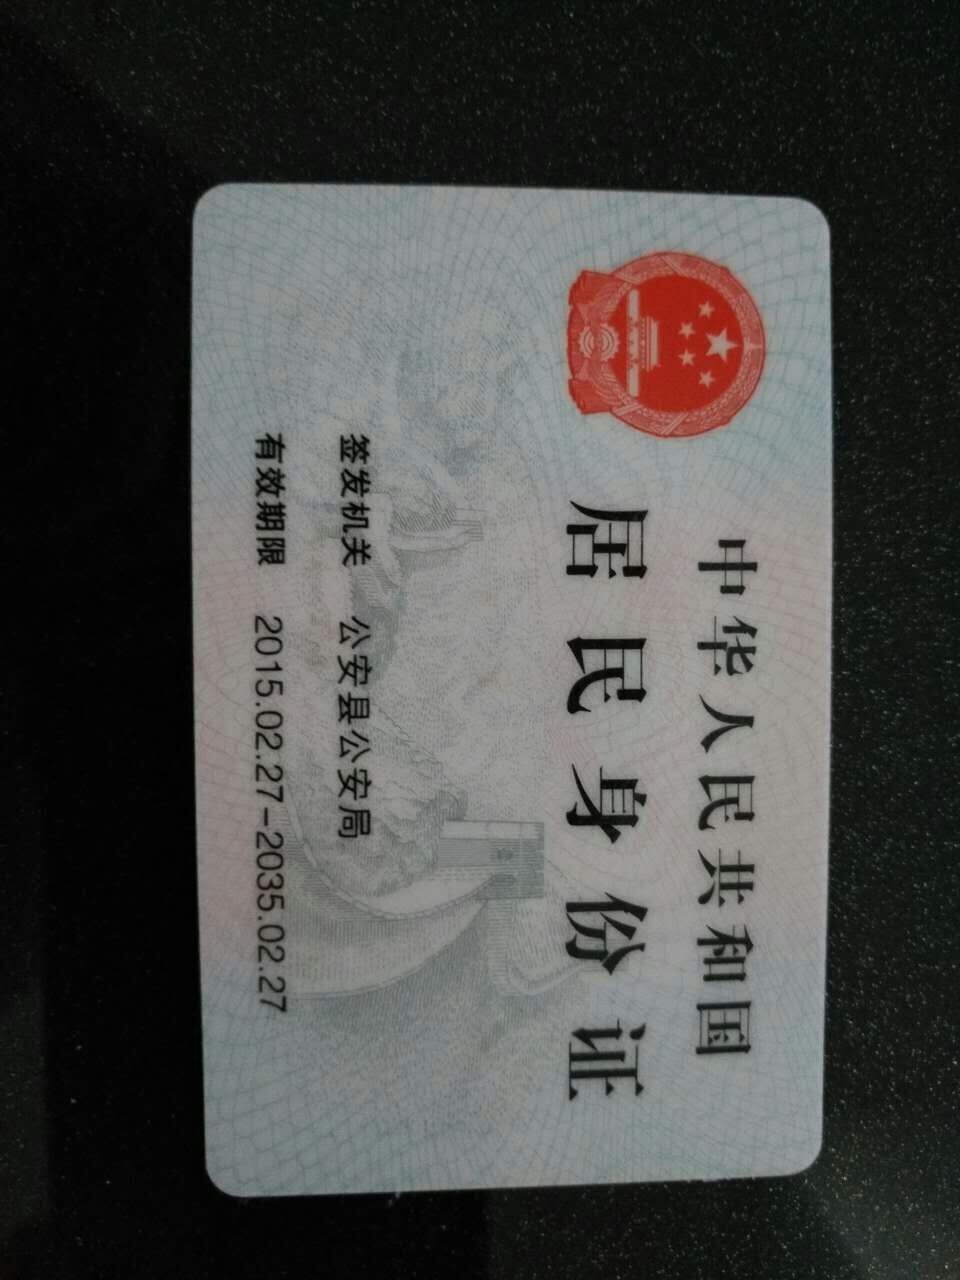 中华人民共和国
居民身份证
签发机关 公安县公安局
有效期限 2015.02.27-2035.02.27